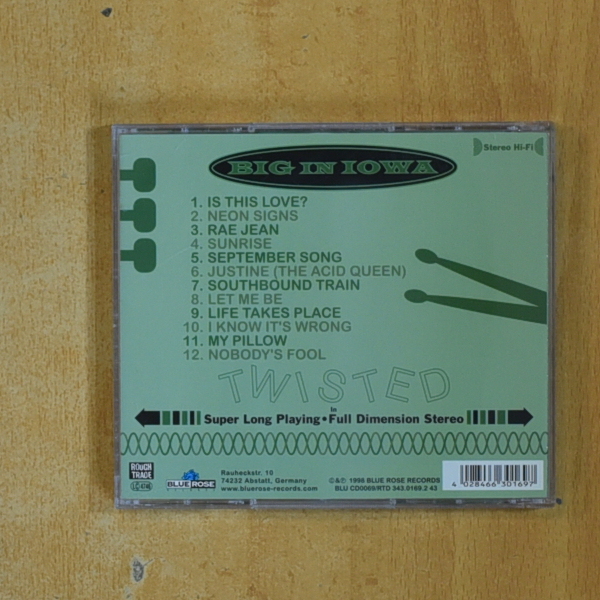 BIG IN IOWA
Stereo Hi-Fi
1. IS THIS LOVE?
2. NEON SIGNS
3. RAE JEAN
4. SUNRISE
5. SEPTEMBER SONG
6. JUSTINE (THE ACID QUEEN)
7. SOUTHBOUND TRAIN
8. LET ME BE
9. LIFE TAKES PLACE
10. I KNOW IT'S WRONG
11. MY PILLOW
12. NOBODY'S FOOL
TWISTED
In
Super Long Playing • Full Dimension Stereo
ROUGH
TRADE
BLUE ROSE
Rauheckstr. 10
74232 Abstatt, Germany
www.bluerose-records.com
©&℗ 1998 BLUE ROSE RECORDS
BLU CD0069/RTD 343.0169.2 43
4 028466 301697